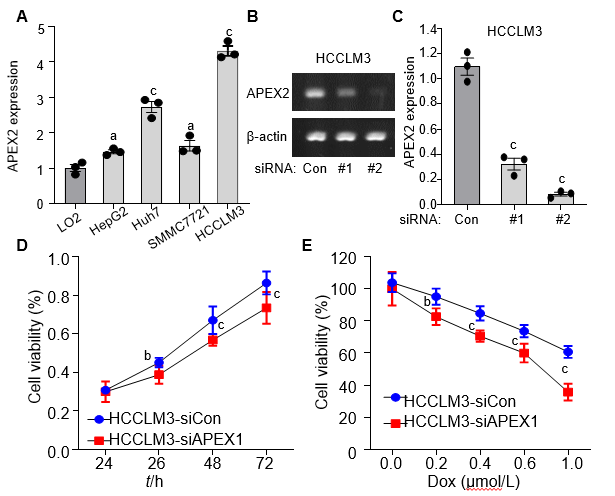 A
APEX2 expression
5
4
3
2
1
0
a
c
a
c
LO2
HepG2
Huh7
SMMC7721
HCCLM3
B
HCCLM3
APEX2
β-actin
siRNA: Con #1 #2
C
HCCLM3
APEX2 expression
1.4
1.2
1.0
0.8
0.6
0.4
0.2
0.0
c
c
siRNA: Con #1 #2
D
Cell viability (%)
1.0
0.8
0.6
0.4
0.2
0.0
b
c
c
HCCLM3-siCon
HCCLM3-siAPEX1
24 26 48 72
t/h
E
Cell viability (%)
120
100
80
60
40
20
0
b
c
c
c
HCCLM3-siCon
HCCLM3-siAPEX1
0.0 0.2 0.4 0.6 1.0
Dox (µmol/L)